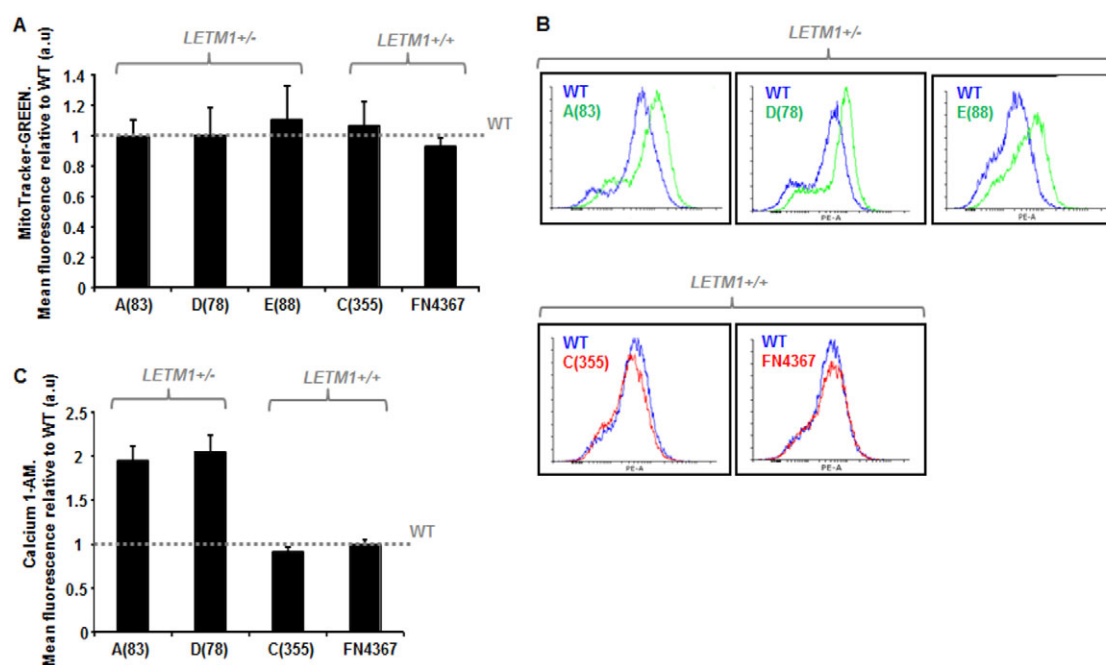 A
LETM1+/-
LETM1+/+
MitoTracker-GREEN.
Mean fluorescence relative to WT (a.u)
1.4
1.2
1
0.8
0.6
0.4
0.2
0
WT
A(83)
D(78)
E(88)
C(355)
FN4367
B
LETM1+/-
WT
A(83)
WT
D(78)
PE-A
WT
E(88)
PE-A
LETM1+/+
WT
C(355)
PE-A
WT
FN4367
PE-A
C
LETM1+/-
LETM1+/+
Calcium 1-AM.
Mean fluorescence relative to WT (a.u)
2.5
2
1.5
1
0.5
0
WT
A(83)
D(78)
C(355)
FN4367